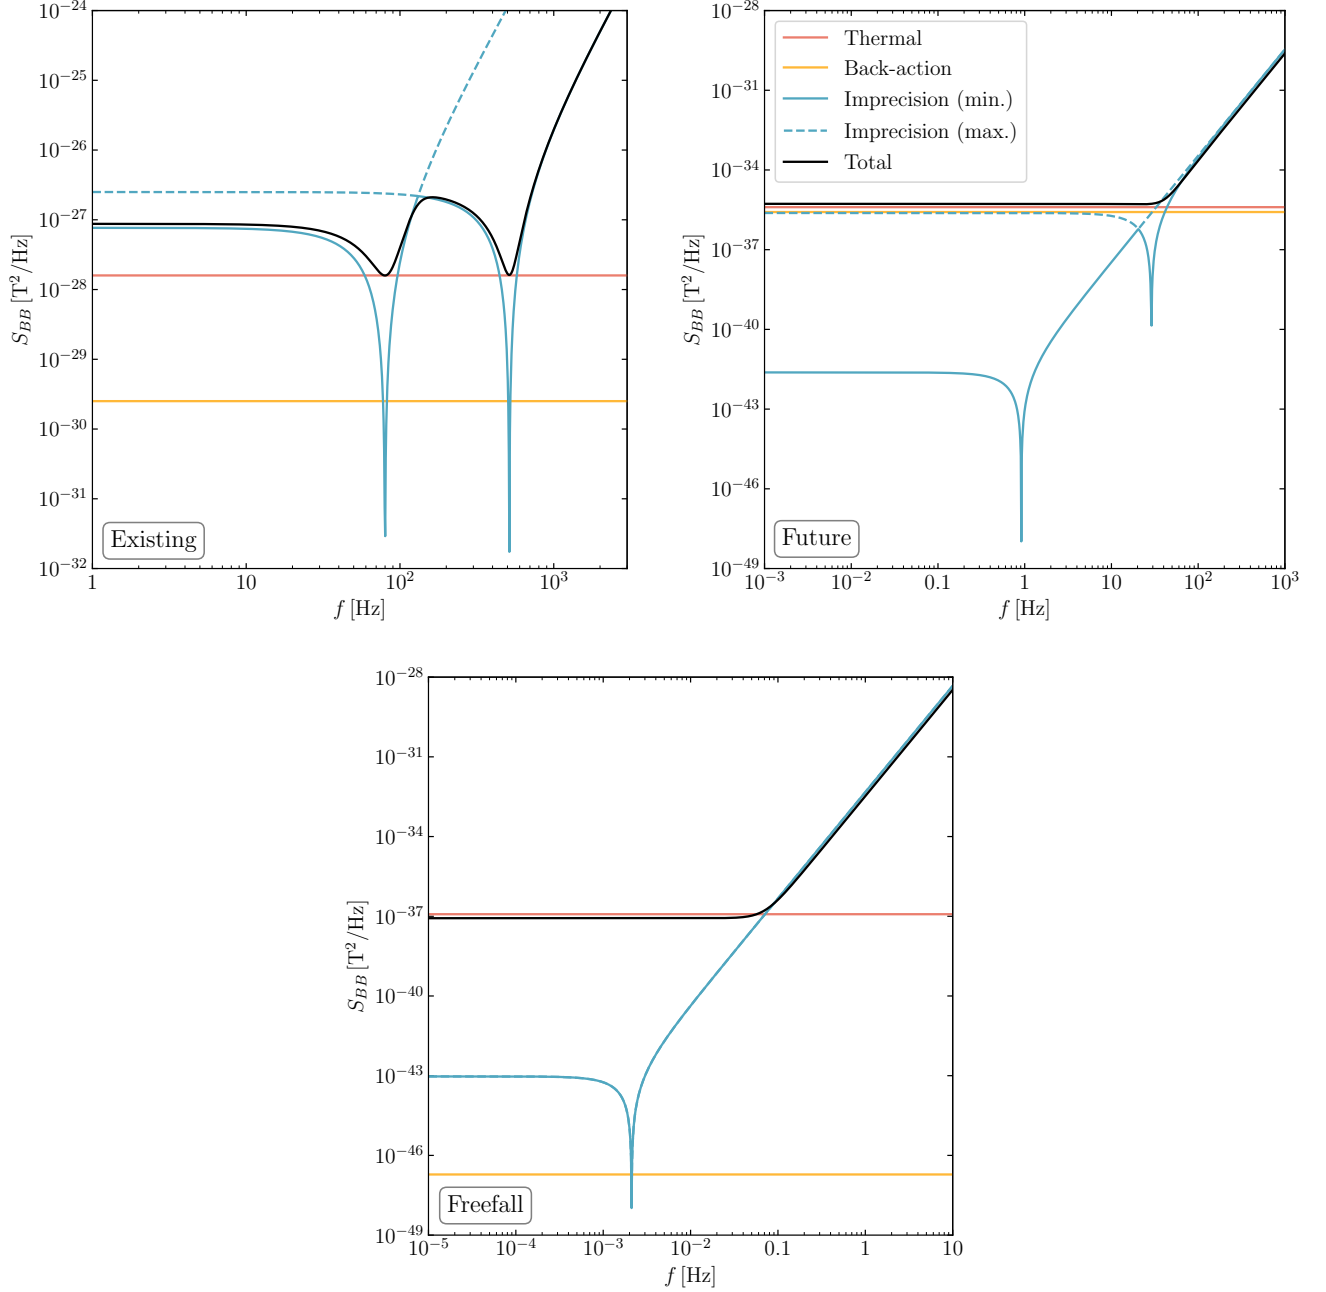 10⁻²⁴
10⁻²⁵
10⁻²⁶
10⁻²⁷
10⁻²⁸
10⁻²⁹
10⁻³⁰
10⁻³¹
10⁻³²
S_BB [T²/Hz]
Existing
1 10 10² 10³
f [Hz]
10⁻²⁸
10⁻³¹
10⁻³⁴
10⁻³⁷
10⁻⁴⁰
10⁻⁴³
10⁻⁴⁶
10⁻⁴⁹
S_BB [T²/Hz]
Thermal
Back-action
Imprecision (min.)
Imprecision (max.)
Total
Future
10⁻³ 10⁻² 0.1 1 10 10² 10³
f [Hz]
10⁻²⁸
10⁻³¹
10⁻³⁴
10⁻³⁷
10⁻⁴⁰
10⁻⁴³
10⁻⁴⁶
10⁻⁴⁹
S_BB [T²/Hz]
Freefall
10⁻⁵ 10⁻⁴ 10⁻³ 10⁻² 0.1 1 10
f [Hz]